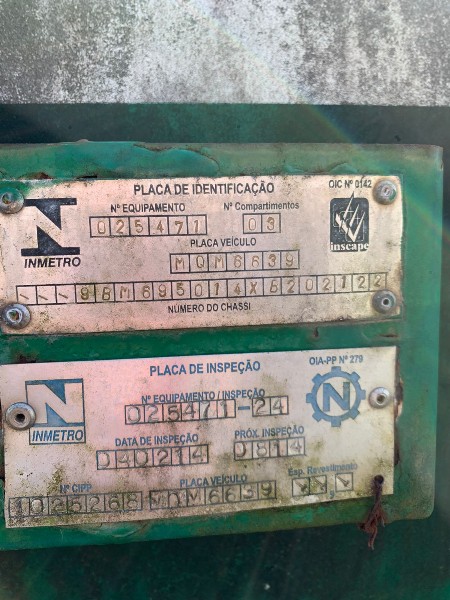 PLACA DE IDENTIFICAÇÃO
OIC Nº 0142
Nº EQUIPAMENTO Nº Compartimentos
025471 03
PLACA VEÍCULO
MQM6639
INMETRO inscape
9BM695014XB202122
NÚMERO DO CHASSI
PLACA DE INSPEÇÃO
OIA-PP Nº 279
Nº EQUIPAMENTO / INSPEÇÃO
025471-24
INMETRO
DATA DE INSPEÇÃO PRÓX. INSPEÇÃO
040214 0814
Nº CIPP PLACA VEÍCULO Esp. Revestimento
1025268 MQM6639